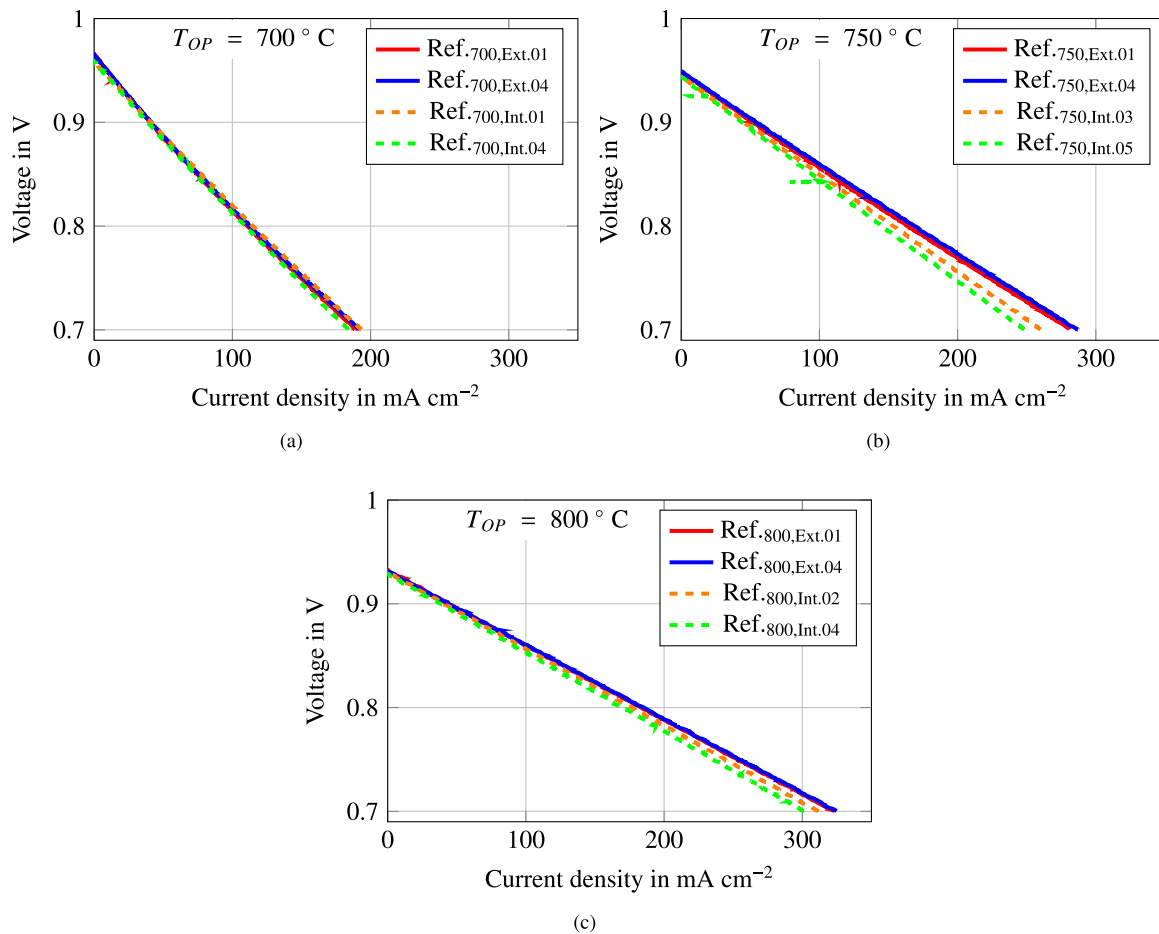 T_OP = 700 ° C
Ref.700,Ext.01
Ref.700,Ext.04
Ref.700,Int.01
Ref.700,Int.04
1
0.9
0.8
0.7
Voltage in V
0 100 200 300
Current density in mA cm⁻²
(a)
T_OP = 750 ° C
Ref.750,Ext.01
Ref.750,Ext.04
Ref.750,Int.03
Ref.750,Int.05
1
0.9
0.8
0.7
Voltage in V
0 100 200 300
Current density in mA cm⁻²
(b)
T_OP = 800 ° C
Ref.800,Ext.01
Ref.800,Ext.04
Ref.800,Int.02
Ref.800,Int.04
1
0.9
0.8
0.7
Voltage in V
0 100 200 300
Current density in mA cm⁻²
(c)